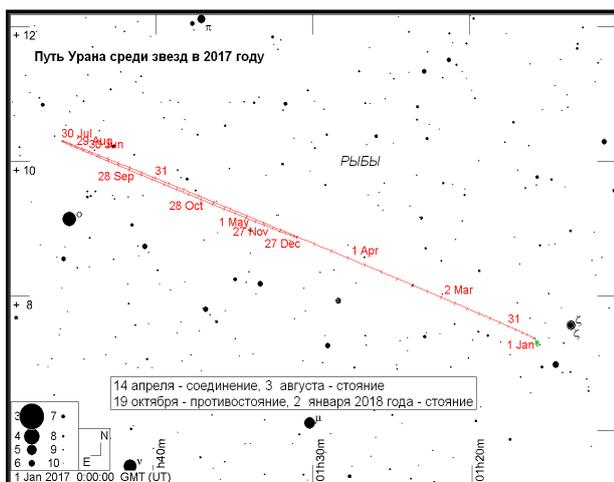 + 12
π
Путь Урана среди звезд в 2017 году
30 Jul
29 Aug
30 Jun
+ 10
РЫБЫ
28 Sep
31
28 Oct
ο
1 May
27 Nov
27 Dec
1 Apr
2 Mar
+ 8
31
ζ
ζ
1 Jan
14 апреля - соединение, 3 августа - стояние
19 октября - противостояние, 2 января 2018 года - стояние
3 7
4 8
5 9
6 10
N
E
μ
ν
01h40m
01h30m
01h20m
1 Jan 2017 0:00:00 GMT (UT)